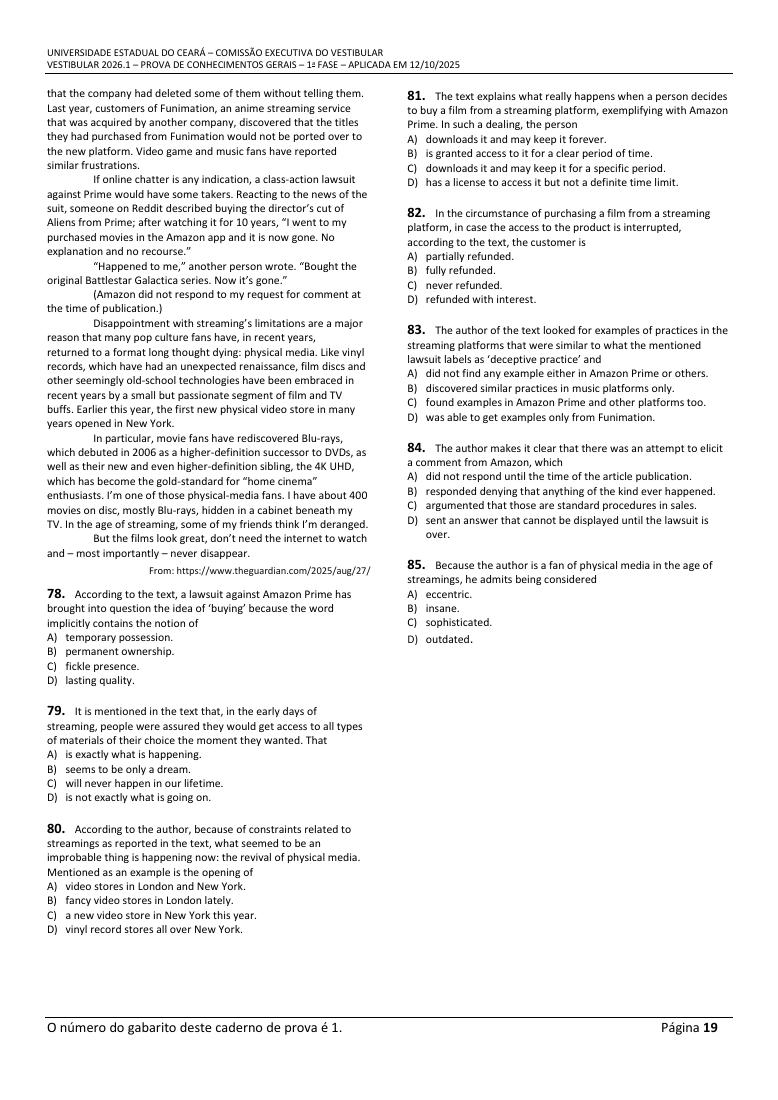 UNIVERSIDADE ESTADUAL DO CEARÁ – COMISSÃO EXECUTIVA DO VESTIBULAR
VESTIBULAR 2026.1 – PROVA DE CONHECIMENTOS GERAIS – 1ª FASE – APLICADA EM 12/10/2025
that the company had deleted some of them without telling them.
Last year, customers of Funimation, an anime streaming service
that was acquired by another company, discovered that the titles
they had purchased from Funimation would not be ported over to
the new platform. Video game and music fans have reported
similar frustrations.
If online chatter is any indication, a class-action lawsuit
against Prime would have some takers. Reacting to the news of the
suit, someone on Reddit described buying the director’s cut of
Aliens from Prime; after watching it for 10 years, “I went to my
purchased movies in the Amazon app and it is now gone. No
explanation and no recourse.”
“Happened to me,” another person wrote. “Bought the
original Battlestar Galactica series. Now it’s gone.”
(Amazon did not respond to my request for comment at
the time of publication.)
Disappointment with streaming’s limitations are a major
reason that many pop culture fans have, in recent years,
returned to a format long thought dying: physical media. Like vinyl
records, which have had an unexpected renaissance, film discs and
other seemingly old-school technologies have been embraced in
recent years by a small but passionate segment of film and TV
buffs. Earlier this year, the first new physical video store in many
years opened in New York.
In particular, movie fans have rediscovered Blu-rays,
which debuted in 2006 as a higher-definition successor to DVDs, as
well as their new and even higher-definition sibling, the 4K UHD,
which has become the gold-standard for “home cinema”
enthusiasts. I’m one of those physical-media fans. I have about 400
movies on disc, mostly Blu-rays, hidden in a cabinet beneath my
TV. In the age of streaming, some of my friends think I’m deranged.
But the films look great, don’t need the internet to watch
and – most importantly – never disappear.
From: https://www.theguardian.com/2025/aug/27/
78. According to the text, a lawsuit against Amazon Prime has
brought into question the idea of ‘buying’ because the word
implicitly contains the notion of
A) temporary possession.
B) permanent ownership.
C) fickle presence.
D) lasting quality.
79. It is mentioned in the text that, in the early days of
streaming, people were assured they would get access to all types
of materials of their choice the moment they wanted. That
A) is exactly what is happening.
B) seems to be only a dream.
C) will never happen in our lifetime.
D) is not exactly what is going on.
80. According to the author, because of constraints related to
streamings as reported in the text, what seemed to be an
improbable thing is happening now: the revival of physical media.
Mentioned as an example is the opening of
A) video stores in London and New York.
B) fancy video stores in London lately.
C) a new video store in New York this year.
D) vinyl record stores all over New York.
81. The text explains what really happens when a person decides
to buy a film from a streaming platform, exemplifying with Amazon
Prime. In such a dealing, the person
A) downloads it and may keep it forever.
B) is granted access to it for a clear period of time.
C) downloads it and may keep it for a specific period.
D) has a license to access it but not a definite time limit.
82. In the circumstance of purchasing a film from a streaming
platform, in case the access to the product is interrupted,
according to the text, the customer is
A) partially refunded.
B) fully refunded.
C) never refunded.
D) refunded with interest.
83. The author of the text looked for examples of practices in the
streaming platforms that were similar to what the mentioned
lawsuit labels as ‘deceptive practice’ and
A) did not find any example either in Amazon Prime or others.
B) discovered similar practices in music platforms only.
C) found examples in Amazon Prime and other platforms too.
D) was able to get examples only from Funimation.
84. The author makes it clear that there was an attempt to elicit
a comment from Amazon, which
A) did not respond until the time of the article publication.
B) responded denying that anything of the kind ever happened.
C) argumented that those are standard procedures in sales.
D) sent an answer that cannot be displayed until the lawsuit is
over.
85. Because the author is a fan of physical media in the age of
streamings, he admits being considered
A) eccentric.
B) insane.
C) sophisticated.
D) outdated.
O número do gabarito deste caderno de prova é 1.
Página 19